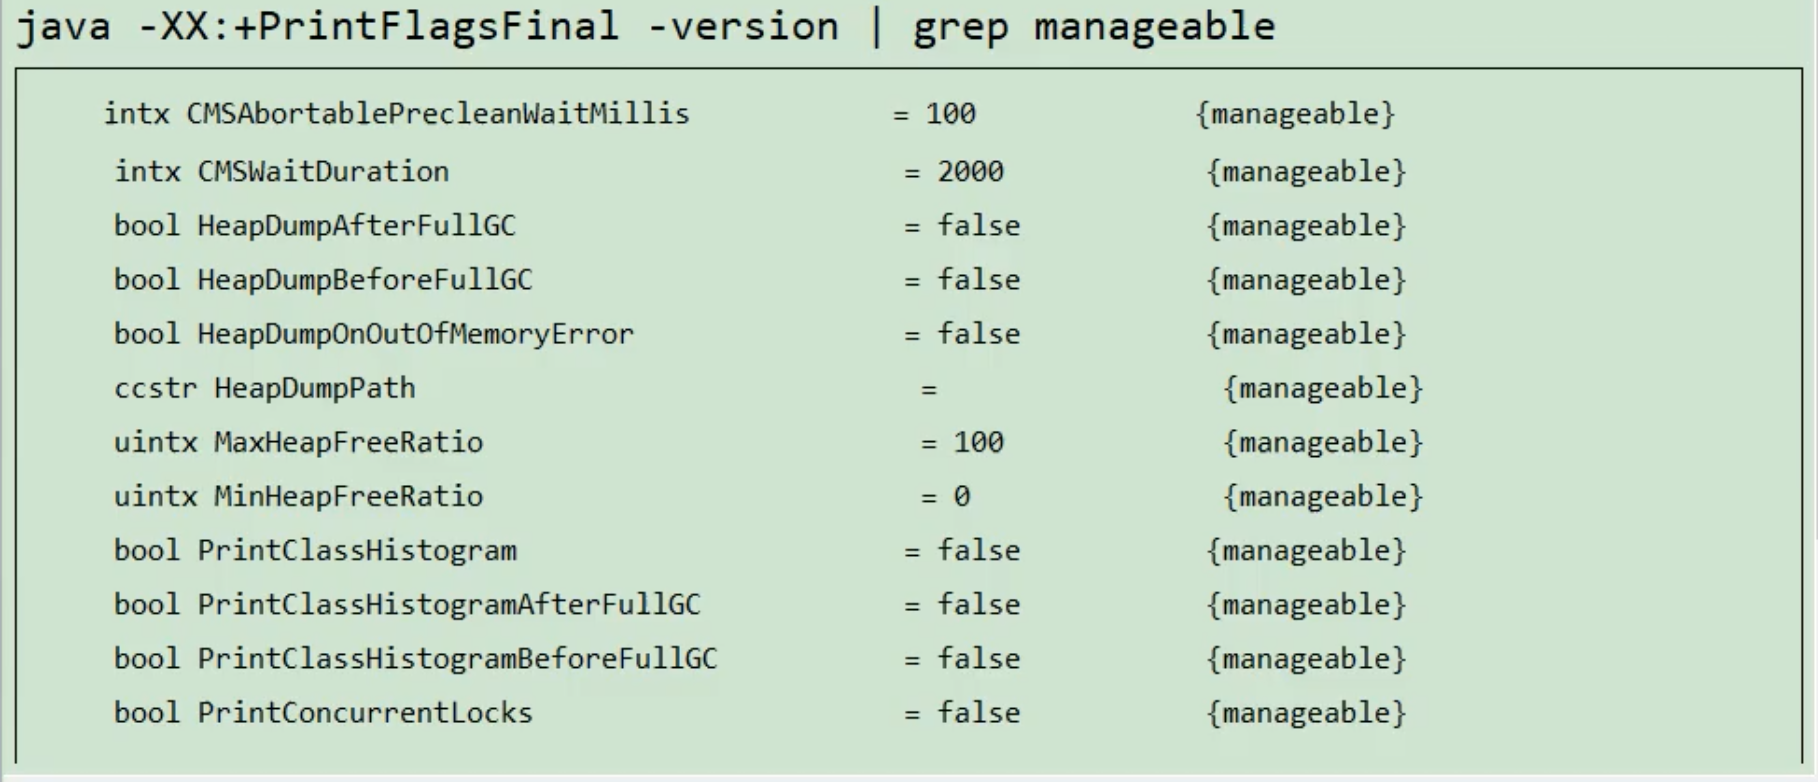 java -XX:+PrintFlagsFinal -version | grep manageable
intx CMSAbortablePrecleanWaitMillis = 100 {manageable}
intx CMSWaitDuration = 2000 {manageable}
bool HeapDumpAfterFullGC = false {manageable}
bool HeapDumpBeforeFullGC = false {manageable}
bool HeapDumpOnOutOfMemoryError = false {manageable}
ccstr HeapDumpPath = {manageable}
uintx MaxHeapFreeRatio = 100 {manageable}
uintx MinHeapFreeRatio = 0 {manageable}
bool PrintClassHistogram = false {manageable}
bool PrintClassHistogramAfterFullGC = false {manageable}
bool PrintClassHistogramBeforeFullGC = false {manageable}
bool PrintConcurrentLocks = false {manageable}